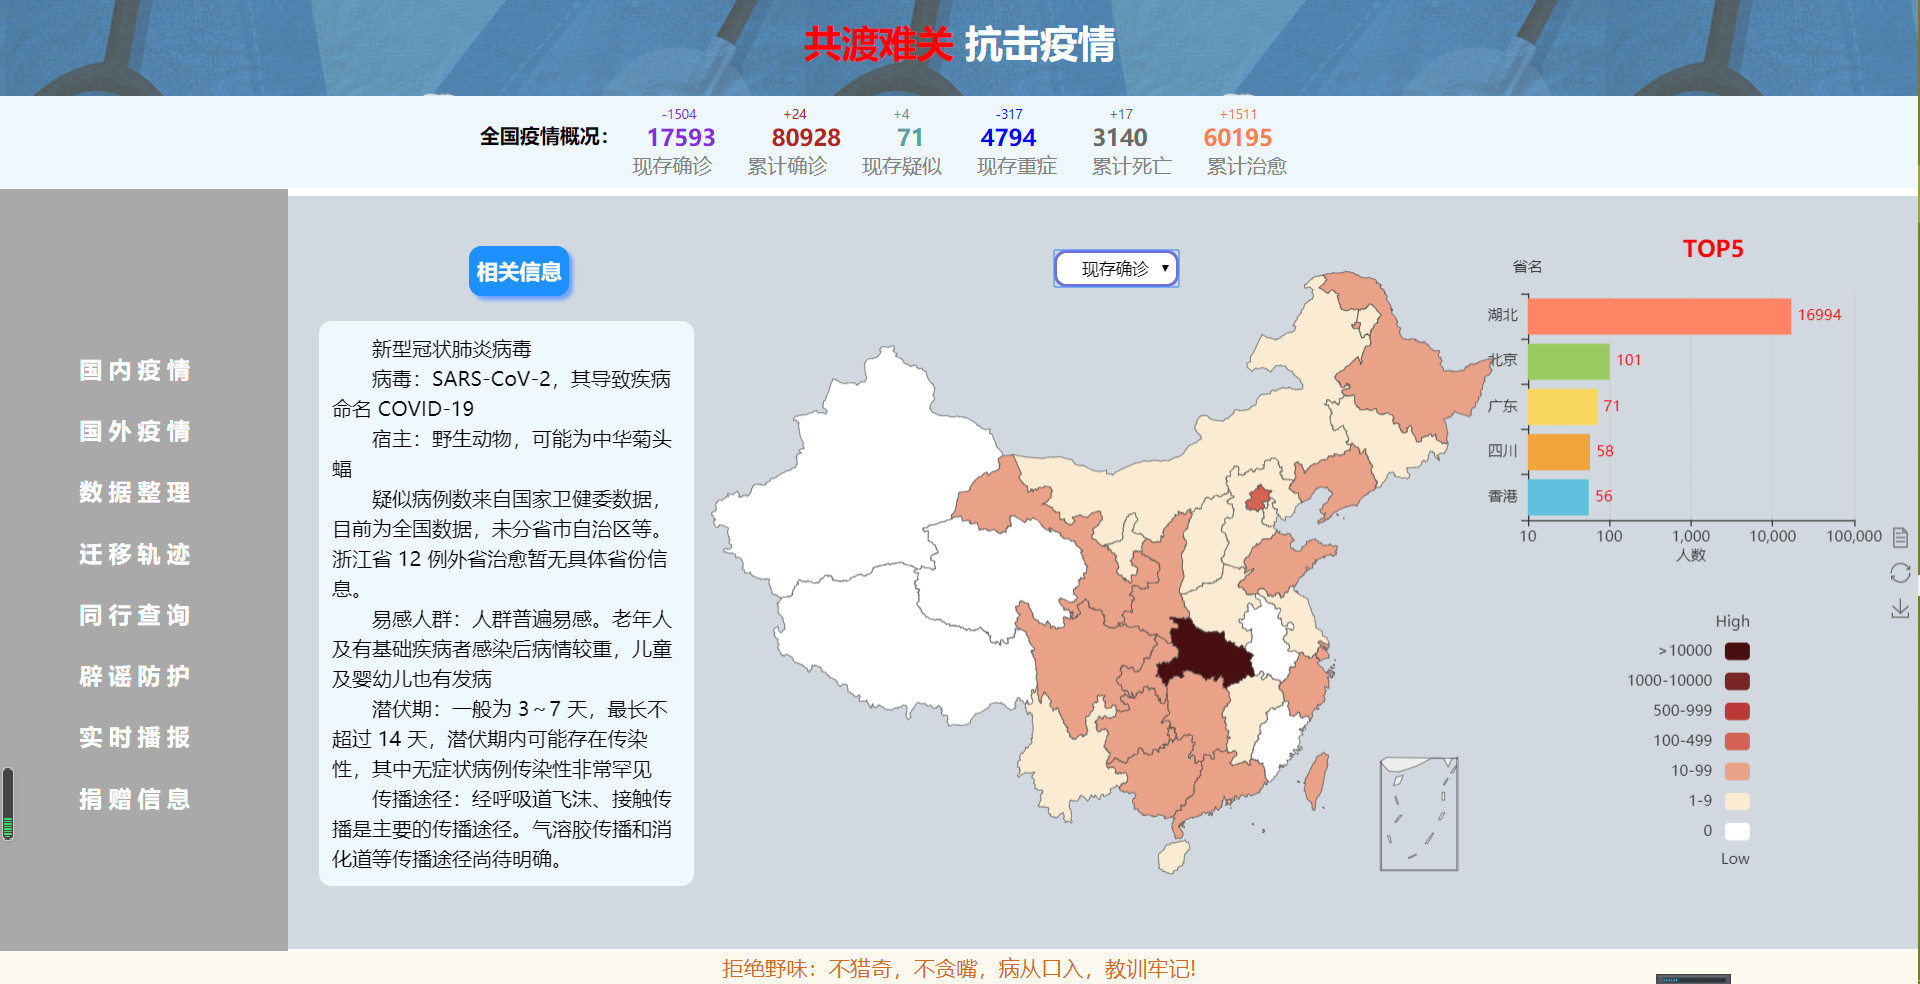 共渡难关 抗击疫情
全国疫情概况：
-1504 +24 +4 -317 +17 +1511
17593 80928 71 4794 3140 60195
现存确诊 累计确诊 现存疑似 现存重症 累计死亡 累计治愈
国内疫情
国外疫情
数据整理
迁移轨迹
同行查询
辟谣防护
实时播报
捐赠信息
相关信息
新型冠状肺炎病毒
病毒：SARS-CoV-2，其导致疾病
命名 COVID-19
宿主：野生动物，可能为中华菊头
蝠
疑似病例数来自国家卫健委数据，
目前为全国数据，未分省市自治区等。
浙江省 12 例外省治愈暂无具体省份信
息。
易感人群：人群普遍易感。老年人
及有基础疾病者感染后病情较重，儿童
及婴幼儿也有发病
潜伏期：一般为 3～7 天，最长不
超过 14 天，潜伏期内可能存在传染
性，其中无症状病例传染性非常罕见
传播途径：经呼吸道飞沫、接触传
播是主要的传播途径。气溶胶传播和消
化道等传播途径尚待明确。
现存确诊
TOP5
省名
湖北 16994
北京 101
广东 71
四川 58
香港 56
10 100 1,000 10,000 100,000
人数
High
>10000
1000-10000
500-999
100-499
10-99
1-9
0
Low
拒绝野味：不猎奇，不贪嘴，病从口入，教训牢记!